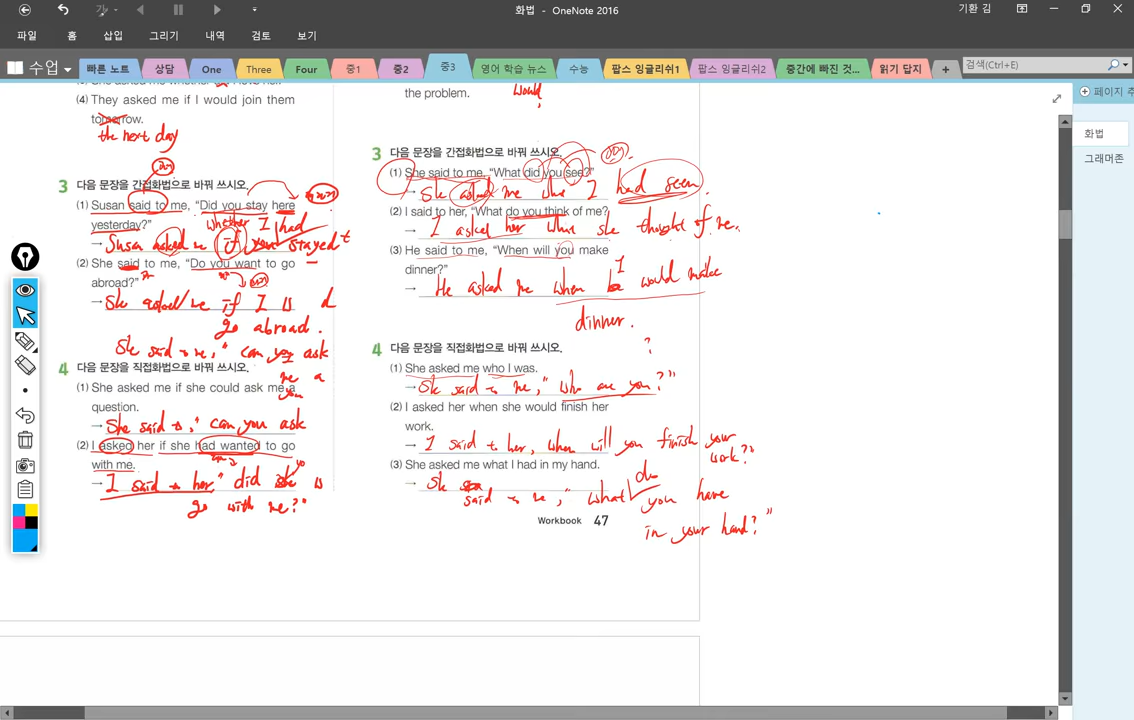 화법 - OneNote 2016
기환 김
파일 홈 삽입 그리기 내역 검토 보기
수업 빠른 노트 상담 One Three Four 중1 중2 중3 영어 학습 뉴스 수능 팝스 잉글리쉬1 팝스 잉글리쉬2 중간에 빠진 것... 읽기 답지 + 검색(Ctrl+E)
페이지 추
화법
그래머존
(4) They asked me if I would join them
tomorrow.
the next day
3 다음 문장을 간접화법으로 바꿔 쓰시오.
(1) Susan said to me, “Did you stay here
yesterday?”
whether I had
→ Susan asked me if you stayed
(2) She said to me, “Do you want to go
abroad?”
→ She asked me if I
go abroad.
She said to me, “can you ask
me a
you
4 다음 문장을 직접화법으로 바꿔 쓰시오.
(1) She asked me if she could ask me a
question.
→ She said to, “can you ask
(2) I asked her if she had wanted to go
with me.
→ I said to her, “did she
go with me?”
the problem.
would
3 다음 문장을 간접화법으로 바꿔 쓰시오.
(1) She said to me, “What did you see?”
→ She asked me what I had seen.
(2) I said to her, “What do you think of me?
→ I asked her what she thought of me.
(3) He said to me, “When will you make
dinner?”
→ He asked me when I would make
dinner.
4 다음 문장을 직접화법으로 바꿔 쓰시오.
?
(1) She asked me who I was.
→ She said to me, “Who are you?”
(2) I asked her when she would finish her
work.
→ I said to her, when will you finish your
work?”
(3) She asked me what I had in my hand.
→ She said to me, “what do
you have
in your hand?”
Workbook 47